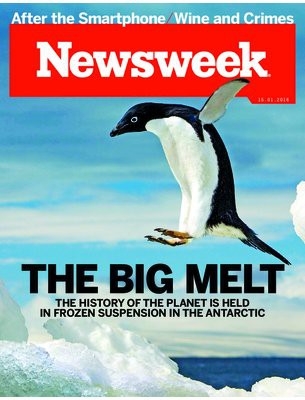 After the Smartphone/Wine and Crimes
Newsweek
THE BIG MELT
THE HISTORY OF THE PLANET IS HELD
IN FROZEN SUSPENSION IN THE ANTARCTIC